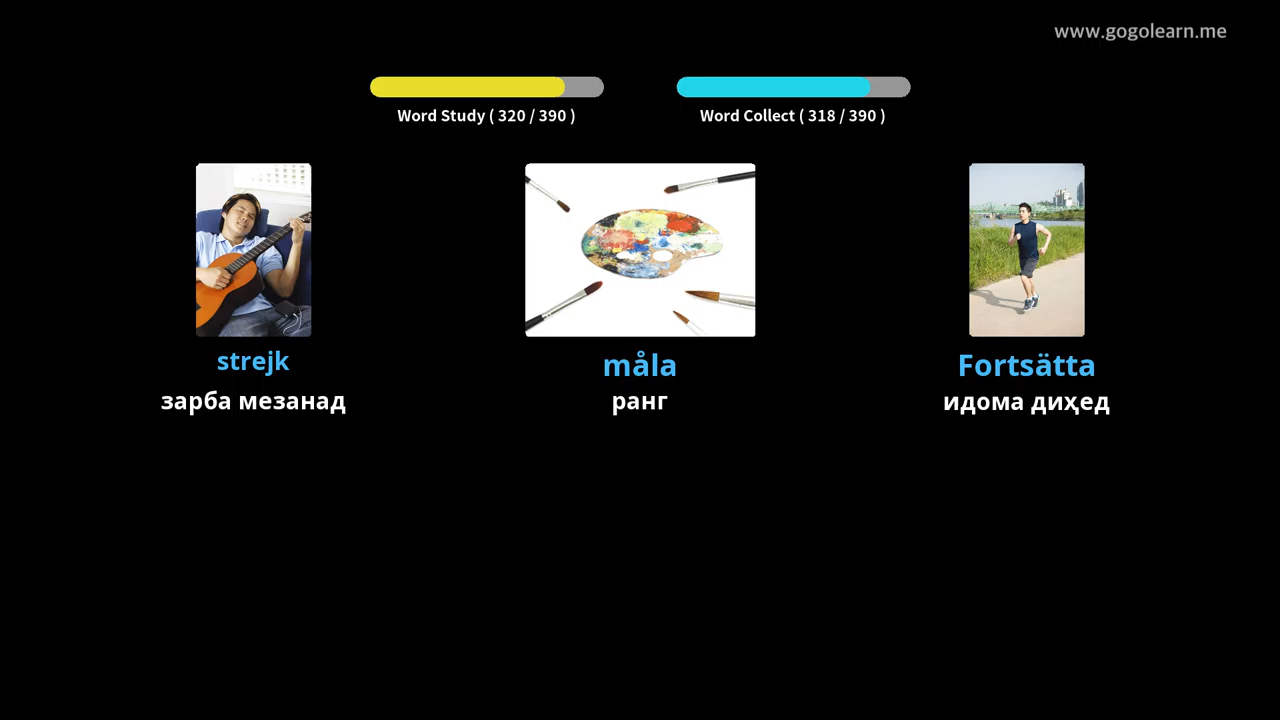 www.gogolearn.me
Word Study ( 320 / 390 )
Word Collect ( 318 / 390 )
strejk
måla
Fortsätta
зарба мезанад
ранг
идома диҳед